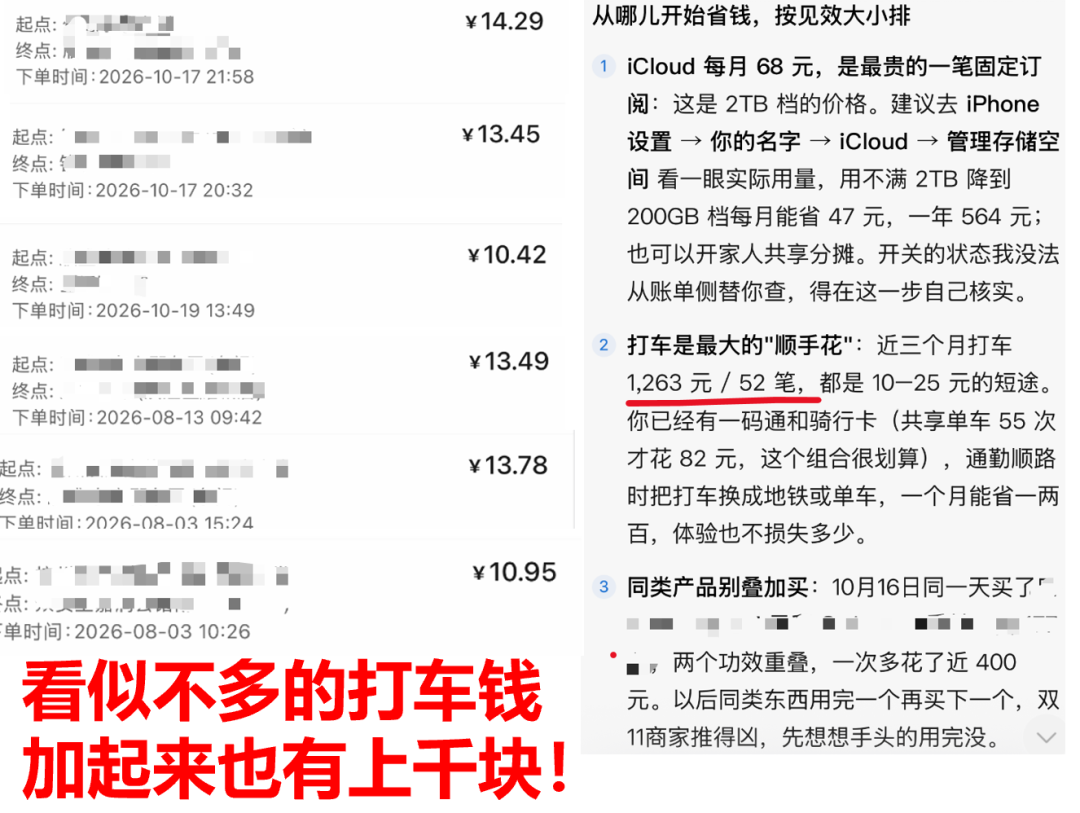 起点:
¥14.29
终点:
下单时间:2026-10-17 21:58
起点:
¥13.45
终点:
下单时间:2026-10-17 20:32
起点:
¥10.42
终点:
下单时间:2026-10-19 13:49
起点:
¥13.49
终点:
下单时间:2026-08-13 09:42
起点:
¥13.78
终点:
下单时间:2026-08-03 15:24
点:
¥10.95
点:
单时间:2026-08-03 10:26
看似不多的打车钱
加起来也有上千块!
从哪儿开始省钱，按见效大小排
1 iCloud 每月 68 元，是最贵的一笔固定订
阅：这是 2TB 档的价格。建议去 iPhone
设置 → 你的名字 → iCloud → 管理存储空
间 看一眼实际用量，用不满 2TB 降到
200GB 档每月能省 47 元，一年 564 元；
也可以开家人共享分摊。开关的状态我没法
从账单侧替你查，得在这一步自己核实。
2 打车是最大的"顺手花"：近三个月打车
1,263 元 / 52 笔，都是 10—25 元的短途。
你已经有一码通和骑行卡（共享单车 55 次
才花 82 元，这个组合很划算），通勤顺路
时把打车换成地铁或单车，一个月能省一两
百，体验也不损失多少。
3 同类产品别叠加买：10月16日同一天买了
，两个功效重叠，一次多花了近 400
元。以后同类东西用完一个再买下一个，双
11商家推得凶，先想想手头的用完没。